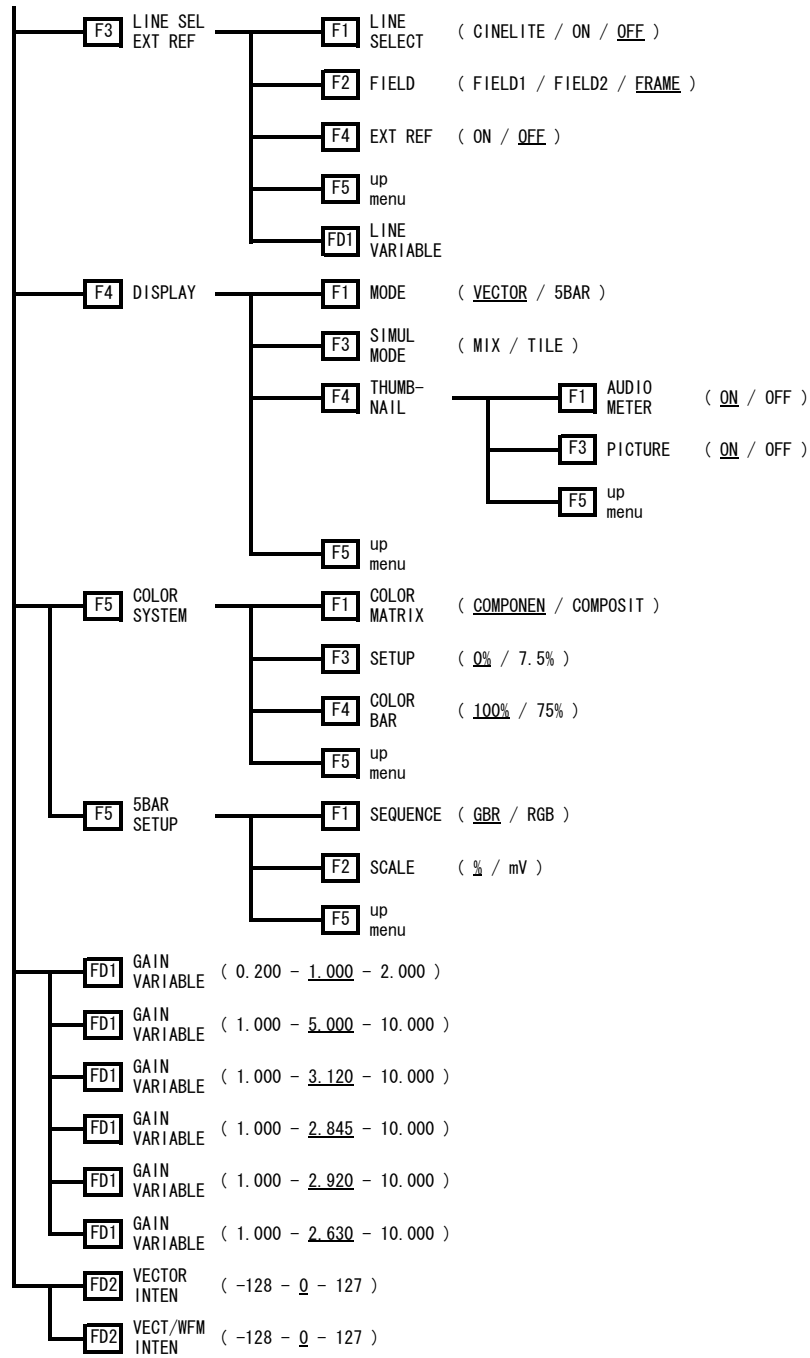 F3 LINE SEL EXT REF
F1 LINE SELECT ( CINELITE / ON / OFF )
F2 FIELD ( FIELD1 / FIELD2 / FRAME )
F4 EXT REF ( ON / OFF )
F5 up menu
FD1 LINE VARIABLE
F4 DISPLAY
F1 MODE ( VECTOR / 5BAR )
F3 SIMUL MODE ( MIX / TILE )
F4 THUMB-NAIL
F1 AUDIO METER ( ON / OFF )
F3 PICTURE ( ON / OFF )
F5 up menu
F5 up menu
F5 COLOR SYSTEM
F1 COLOR MATRIX ( COMPONEN / COMPOSIT )
F3 SETUP ( 0% / 7.5% )
F4 COLOR BAR ( 100% / 75% )
F5 up menu
F5 5BAR SETUP
F1 SEQUENCE ( GBR / RGB )
F2 SCALE ( % / mV )
F5 up menu
FD1 GAIN VARIABLE ( 0.200 - 1.000 - 2.000 )
FD1 GAIN VARIABLE ( 1.000 - 5.000 - 10.000 )
FD1 GAIN VARIABLE ( 1.000 - 3.120 - 10.000 )
FD1 GAIN VARIABLE ( 1.000 - 2.845 - 10.000 )
FD1 GAIN VARIABLE ( 1.000 - 2.920 - 10.000 )
FD1 GAIN VARIABLE ( 1.000 - 2.630 - 10.000 )
FD2 VECTOR INTEN ( -128 - 0 - 127 )
FD2 VECT/WFM INTEN ( -128 - 0 - 127 )